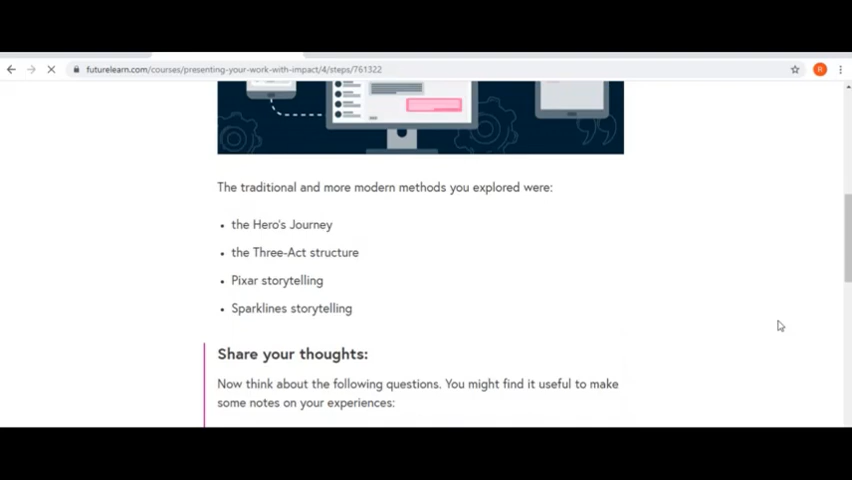 futurelearn.com/courses/presenting-your-work-with-impact/4/steps/761322
R
The traditional and more modern methods you explored were:
• the Hero's Journey
• the Three-Act structure
• Pixar storytelling
• Sparklines storytelling
Share your thoughts:
Now think about the following questions. You might find it useful to make
some notes on your experiences: